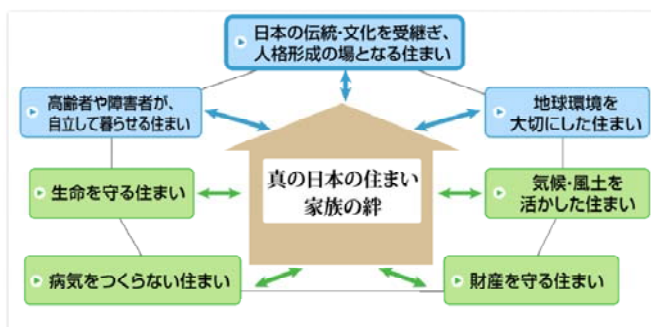 日本の伝統・文化を受継ぎ、
人格形成の場となる住まい
高齢者や障害者が、
自立して暮らせる住まい
地球環境を
大切にした住まい
真の日本の住まい
家族の絆
生命を守る住まい
気候・風土を
活かした住まい
病気をつくらない住まい
財産を守る住まい